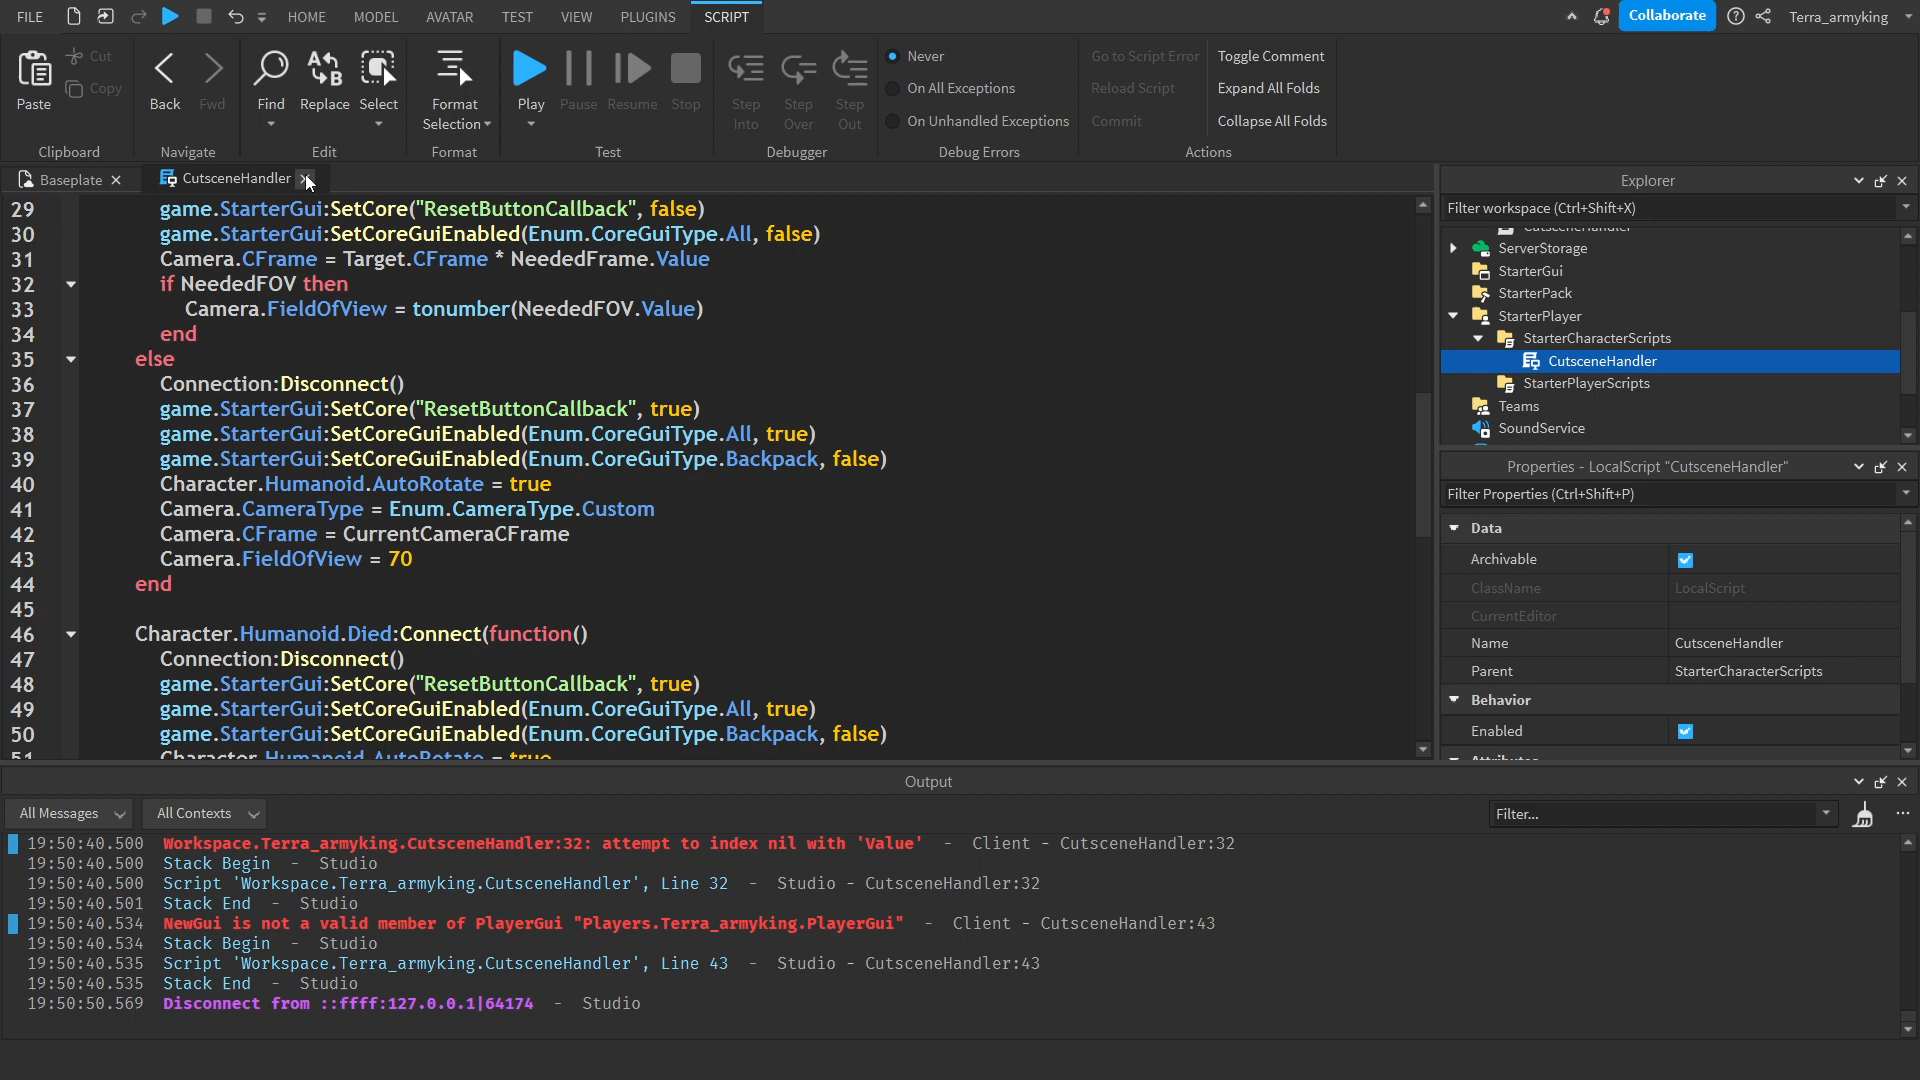 FILE HOME MODEL AVATAR TEST VIEW PLUGINS SCRIPT Collaborate Terra_armyking
Paste Cut Copy Back Fwd Find Replace Select Format Selection Play Pause Resume Stop Step Into Step Over Step Out
Never
On All Exceptions
On Unhandled Exceptions
Go to Script Error
Reload Script
Commit
Toggle Comment
Expand All Folds
Collapse All Folds
Clipboard Navigate Edit Format Test Debugger Debug Errors Actions
Baseplate CutsceneHandler
29 game.StarterGui:SetCore("ResetButtonCallback", false)
30 game.StarterGui:SetCoreGuiEnabled(Enum.CoreGuiType.All, false)
31 Camera.CFrame = Target.CFrame * NeededFrame.Value
32 if NeededFOV then
33 Camera.FieldOfView = tonumber(NeededFOV.Value)
34 end
35 else
36 Connection:Disconnect()
37 game.StarterGui:SetCore("ResetButtonCallback", true)
38 game.StarterGui:SetCoreGuiEnabled(Enum.CoreGuiType.All, true)
39 game.StarterGui:SetCoreGuiEnabled(Enum.CoreGuiType.Backpack, false)
40 Character.Humanoid.AutoRotate = true
41 Camera.CameraType = Enum.CameraType.Custom
42 Camera.CFrame = CurrentCameraCFrame
43 Camera.FieldOfView = 70
44 end
45
46 Character.Humanoid.Died:Connect(function()
47 Connection:Disconnect()
48 game.StarterGui:SetCore("ResetButtonCallback", true)
49 game.StarterGui:SetCoreGuiEnabled(Enum.CoreGuiType.All, true)
50 game.StarterGui:SetCoreGuiEnabled(Enum.CoreGuiType.Backpack, false)
51 Character.Humanoid.AutoRotate = true
Explorer
Filter workspace (Ctrl+Shift+X)
CutsceneHandler
ServerStorage
StarterGui
StarterPack
StarterPlayer
StarterCharacterScripts
CutsceneHandler
StarterPlayerScripts
Teams
SoundService
Properties - LocalScript "CutsceneHandler"
Filter Properties (Ctrl+Shift+P)
Data
Archivable
ClassName LocalScript
CurrentEditor
Name CutsceneHandler
Parent StarterCharacterScripts
Behavior
Enabled
Attributes
Output
All Messages All Contexts Filter...
19:50:40.500 Workspace.Terra_armyking.CutsceneHandler:32: attempt to index nil with 'Value' - Client - CutsceneHandler:32
19:50:40.500 Stack Begin - Studio
19:50:40.500 Script 'Workspace.Terra_armyking.CutsceneHandler', Line 32 - Studio - CutsceneHandler:32
19:50:40.501 Stack End - Studio
19:50:40.534 NewGui is not a valid member of PlayerGui "Players.Terra_armyking.PlayerGui" - Client - CutsceneHandler:43
19:50:40.534 Stack Begin - Studio
19:50:40.535 Script 'Workspace.Terra_armyking.CutsceneHandler', Line 43 - Studio - CutsceneHandler:43
19:50:40.535 Stack End - Studio
19:50:50.569 Disconnect from ::ffff:127.0.0.1|64174 - Studio